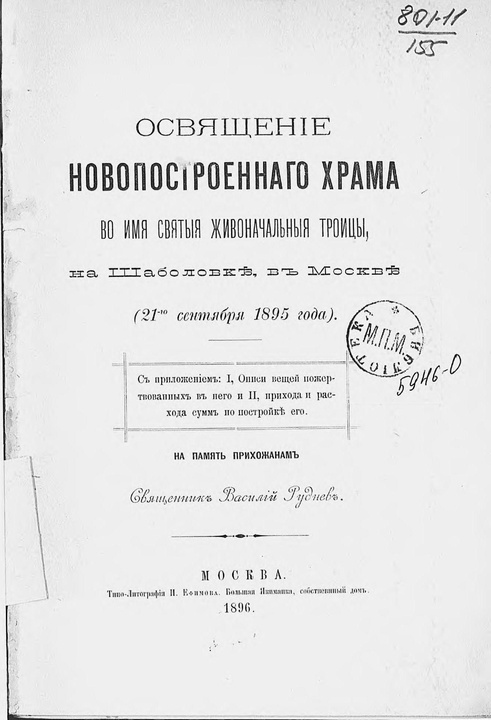 801-11
155
ОСВЯЩЕНІЕ
НОВОПОСТРОЕННАГО ХРАМА
ВО ИМЯ СВЯТЫЯ ЖИВОНАЧАЛЬНЫЯ ТРОИЦЫ,
на Шаболовкѣ, въ Москвѣ
(21-го сентября 1895 года).
БИБЛІОТЕКА
М.П.М.
5946-0
Съ приложеніемъ: I, Описи вещей пожер-
твованныхъ въ него и II, прихода и рас-
хода суммъ по постройкѣ его.
НА ПАМЯТЬ ПРИХОЖАНАМЪ
Священникъ Василій Рудневъ.
МОСКВА.
Типо-Литографія И. Ефимова. Большая Якиманка, собственный домъ.
1896.